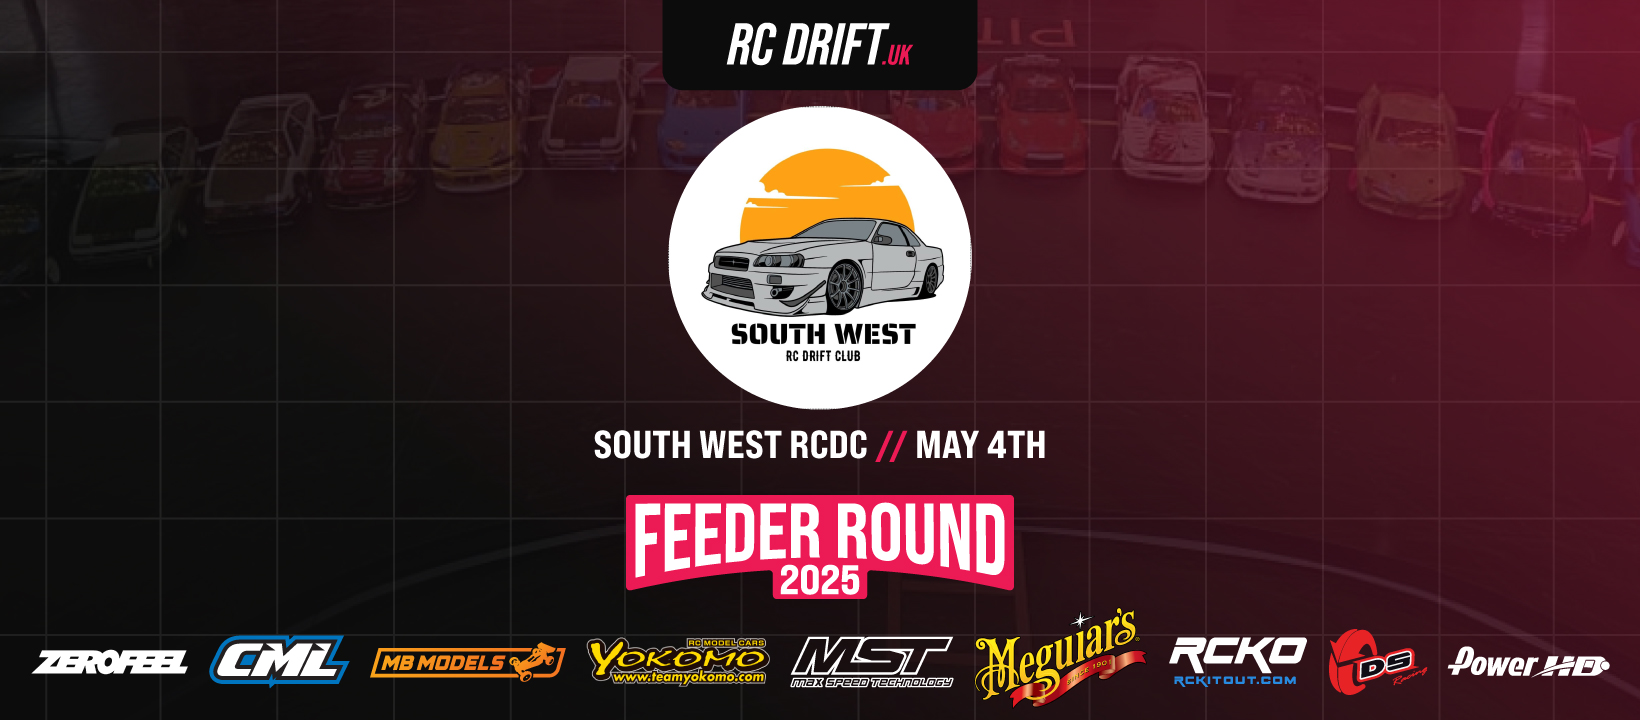 PIT
RC DRIFT.UK
SOUTH WEST
RC DRIFT CLUB
SOUTH WEST RCDC // MAY 4TH
FEEDER ROUND
2025
ZEROFEEL
CML
MB MODELS
RC MODEL CARS
YOKOMO
www.teamyokomo.com
MST
MAX SPEED TECHNOLOGY
Meguiar's
SINCE 1901
RCKO
RCKITOUT.COM
DS
Racing
Power HD